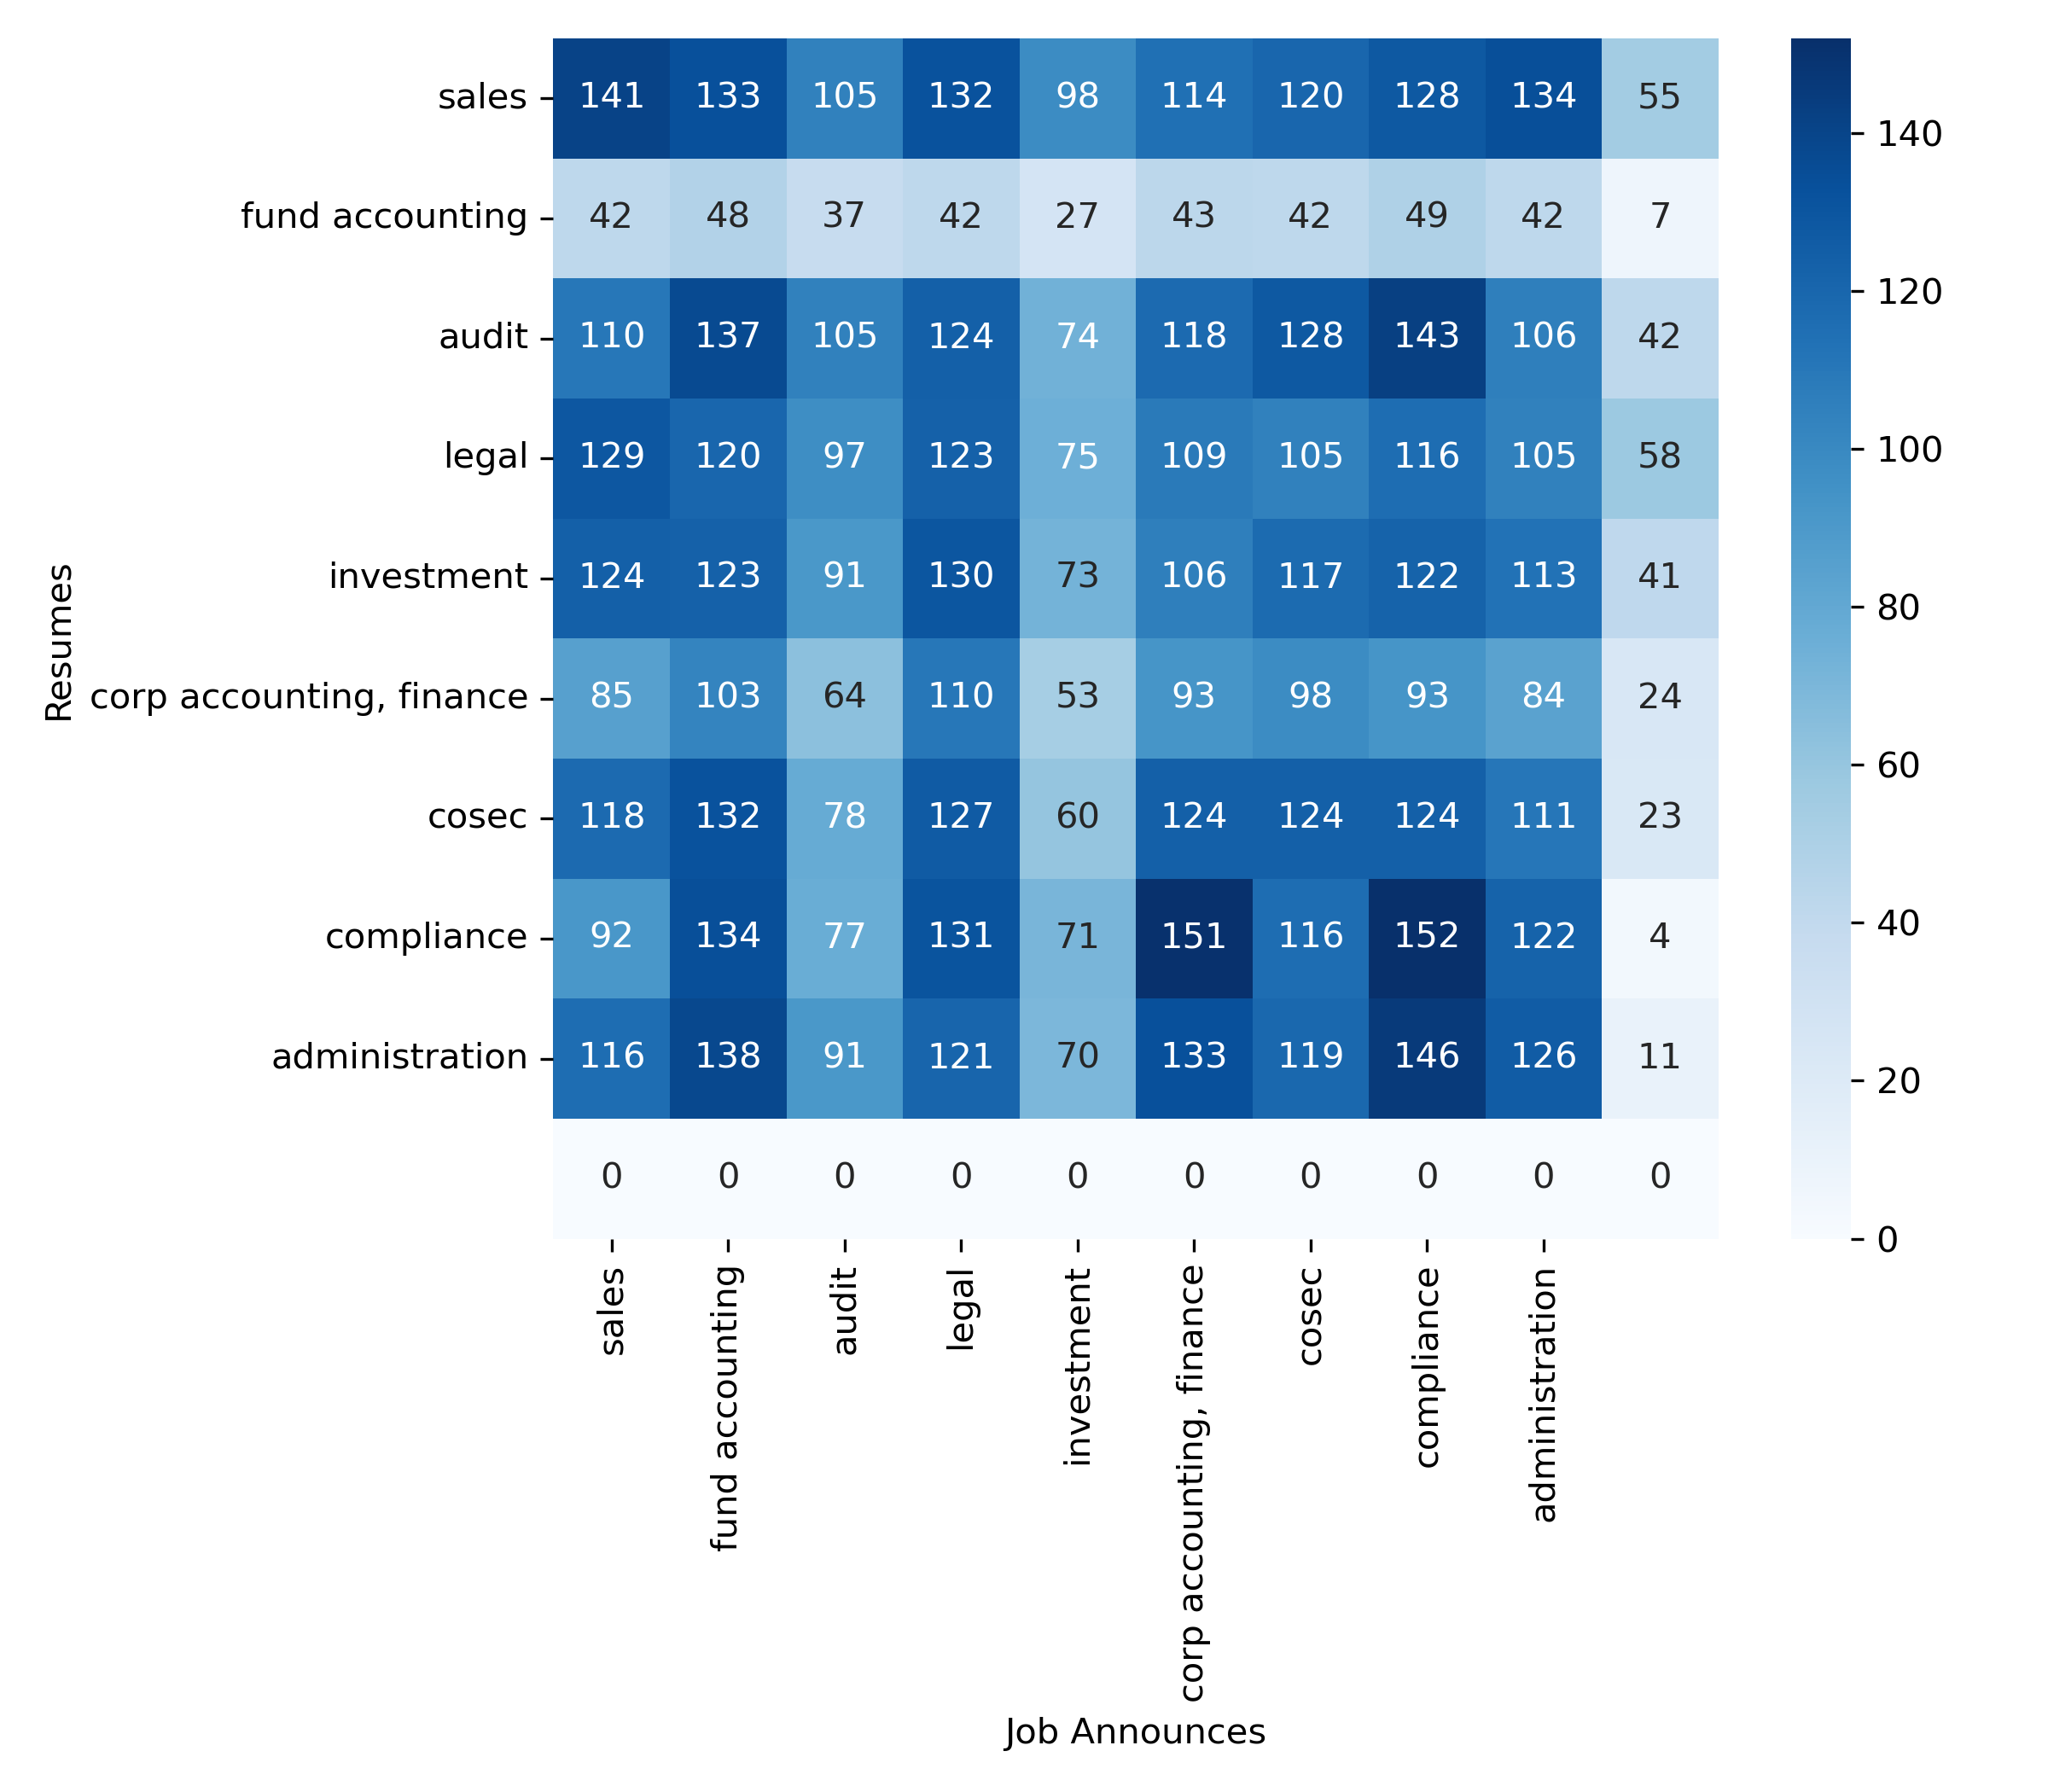 sales 141 133 105 132 98 114 120 128 134 55
140
fund accounting 42 48 37 42 27 43 42 49 42 7
120
audit 110 137 105 124 74 118 128 143 106 42
legal 129 120 97 123 75 109 105 116 105 58
100
investment 124 123 91 130 73 106 117 122 113 41
80
Resumes
corp accounting, finance 85 103 64 110 53 93 98 93 84 24
60
cosec 118 132 78 127 60 124 124 124 111 23
40
compliance 92 134 77 131 71 151 116 152 122 4
administration 116 138 91 121 70 133 119 146 126 11
20
0 0 0 0 0 0 0 0 0 0
0
sales
fund accounting
audit
legal
investment
corp accounting, finance
cosec
compliance
administration
Job Announces